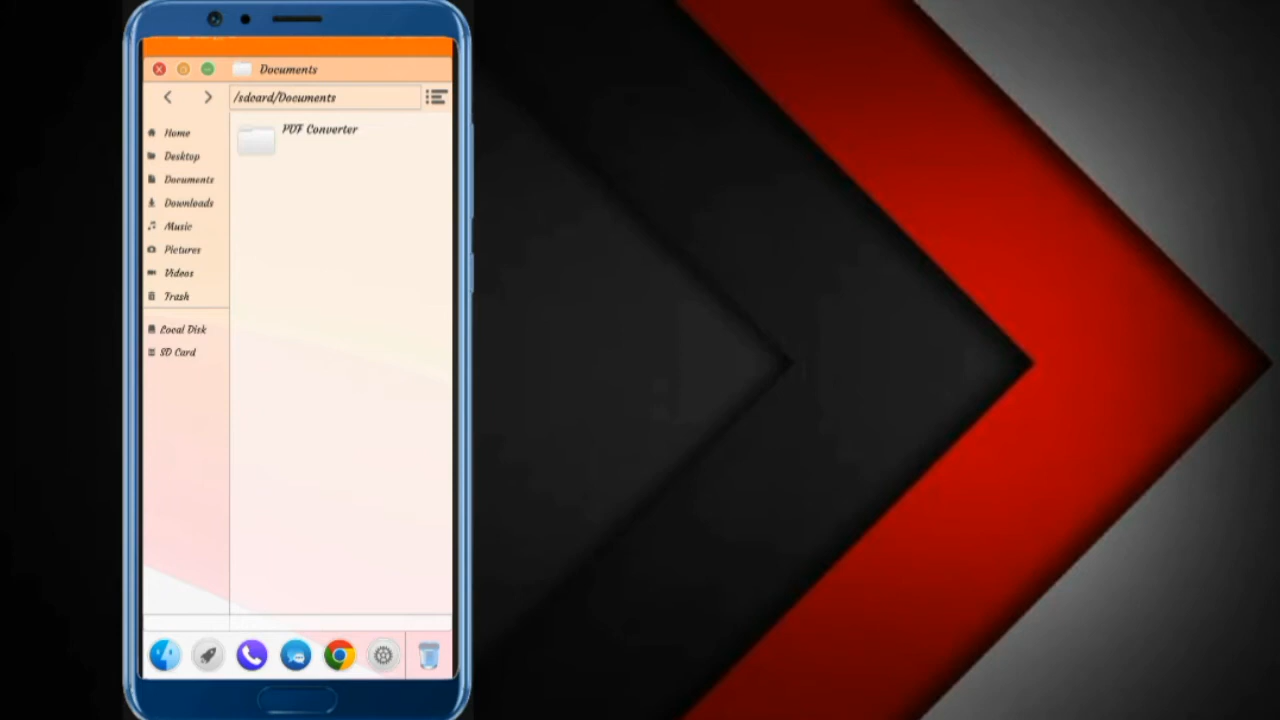 Documents
/sdcard/Documents
PDF Converter
Home
Desktop
Documents
Downloads
Music
Pictures
Videos
Trash
Local Disk
SD Card